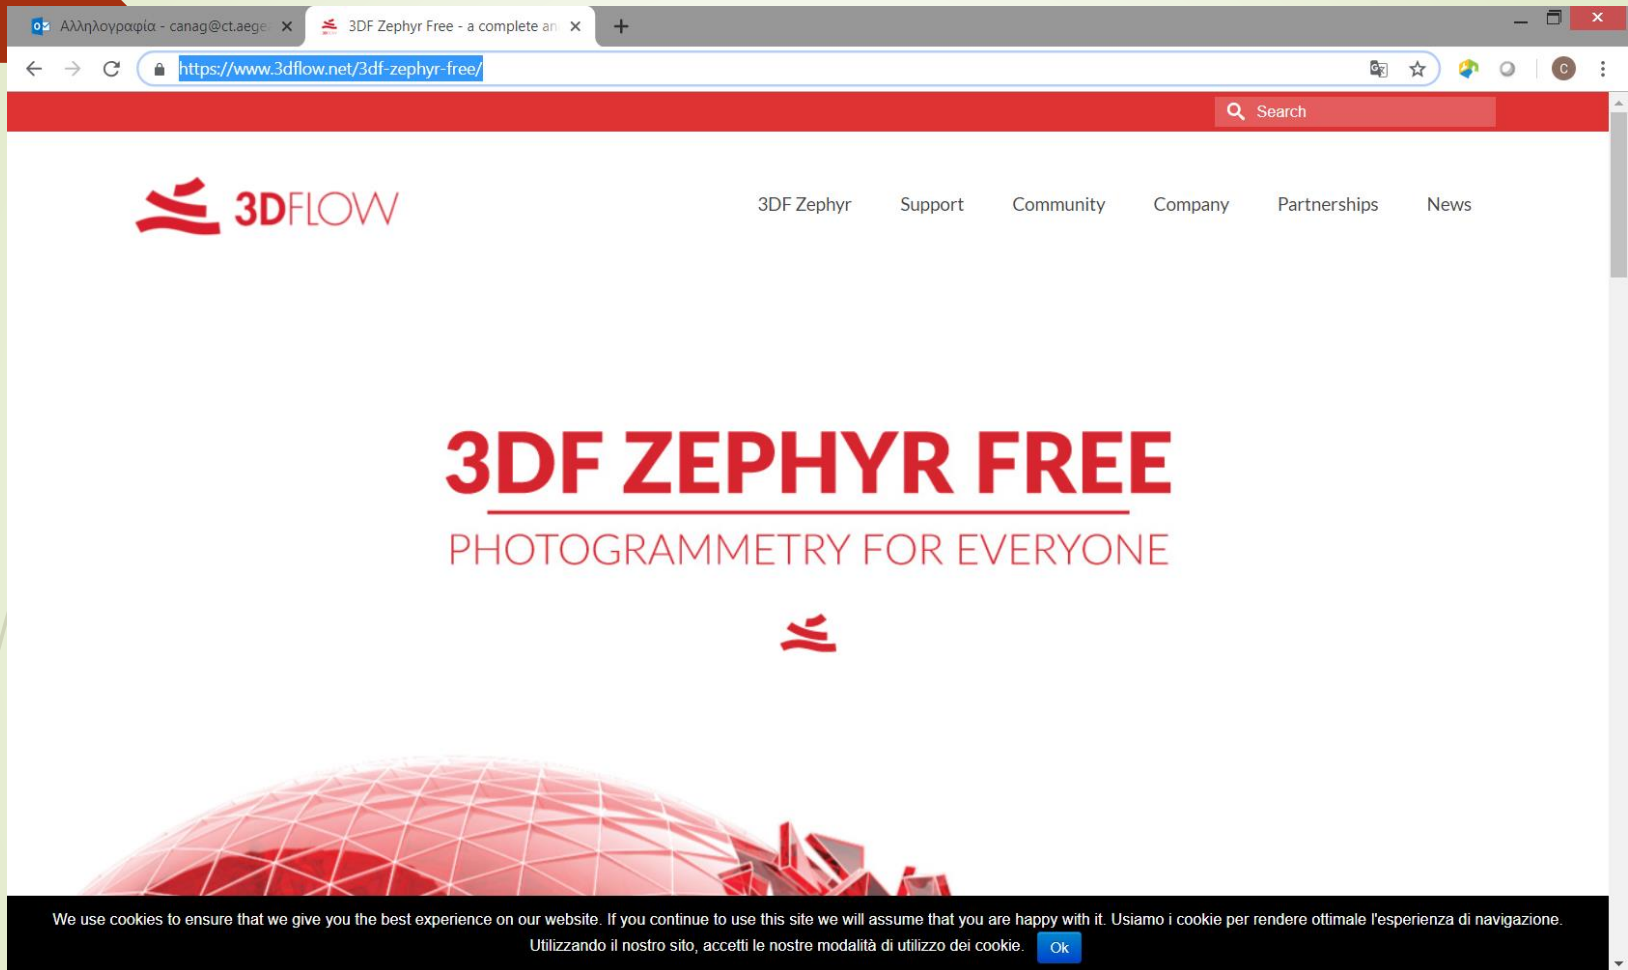 Αλληλογραφία - canag@ct.aege
3DF Zephyr Free - a complete an
https://www.3dflow.net/3df-zephyr-free/
C
Search
3DFLOW
3DF Zephyr
Support
Community
Company
Partnerships
News
3DF ZEPHYR FREE
PHOTOGRAMMETRY FOR EVERYONE
We use cookies to ensure that we give you the best experience on our website. If you continue to use this site we will assume that you are happy with it. Usiamo i cookie per rendere ottimale l'esperienza di navigazione.
Utilizzando il nostro sito, accetti le nostre modalità di utilizzo dei cookie.
Ok